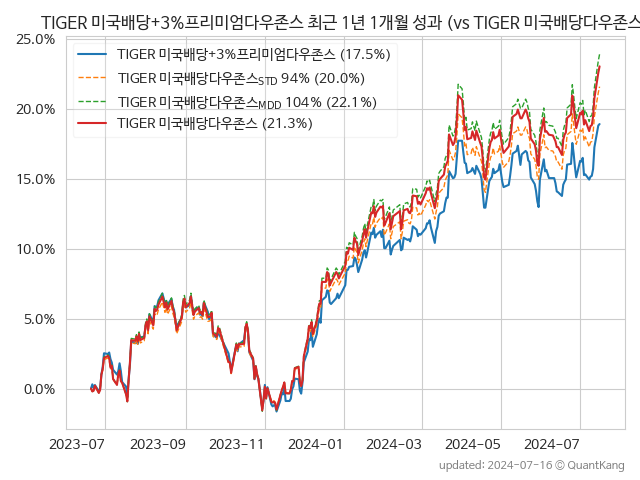 TIGER 미국배당+3%프리미엄다우존스 최근 1년 1개월 성과 (vs TIGER 미국배당다우존스
25.0%
20.0%
15.0%
10.0%
5.0%
0.0%
TIGER 미국배당+3%프리미엄다우존스 (17.5%)
TIGER 미국배당다우존스STD 94% (20.0%)
TIGER 미국배당다우존스MDD 104% (22.1%)
TIGER 미국배당다우존스 (21.3%)
2023-07 2023-09 2023-11 2024-01 2024-03 2024-05 2024-07
updated: 2024-07-16 © QuantKang